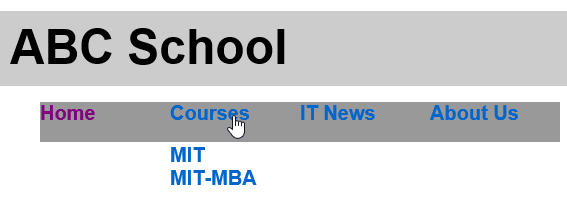 ABC School
Home Courses IT News About Us
MIT
MIT-MBA